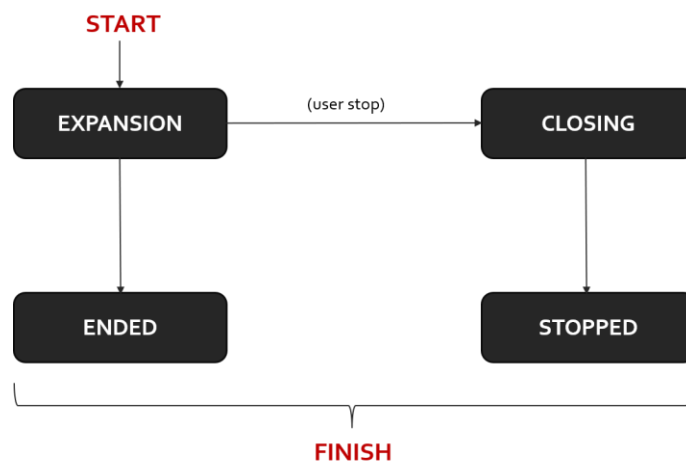 START
EXPANSION
(user stop)
CLOSING
ENDED
STOPPED
FINISH